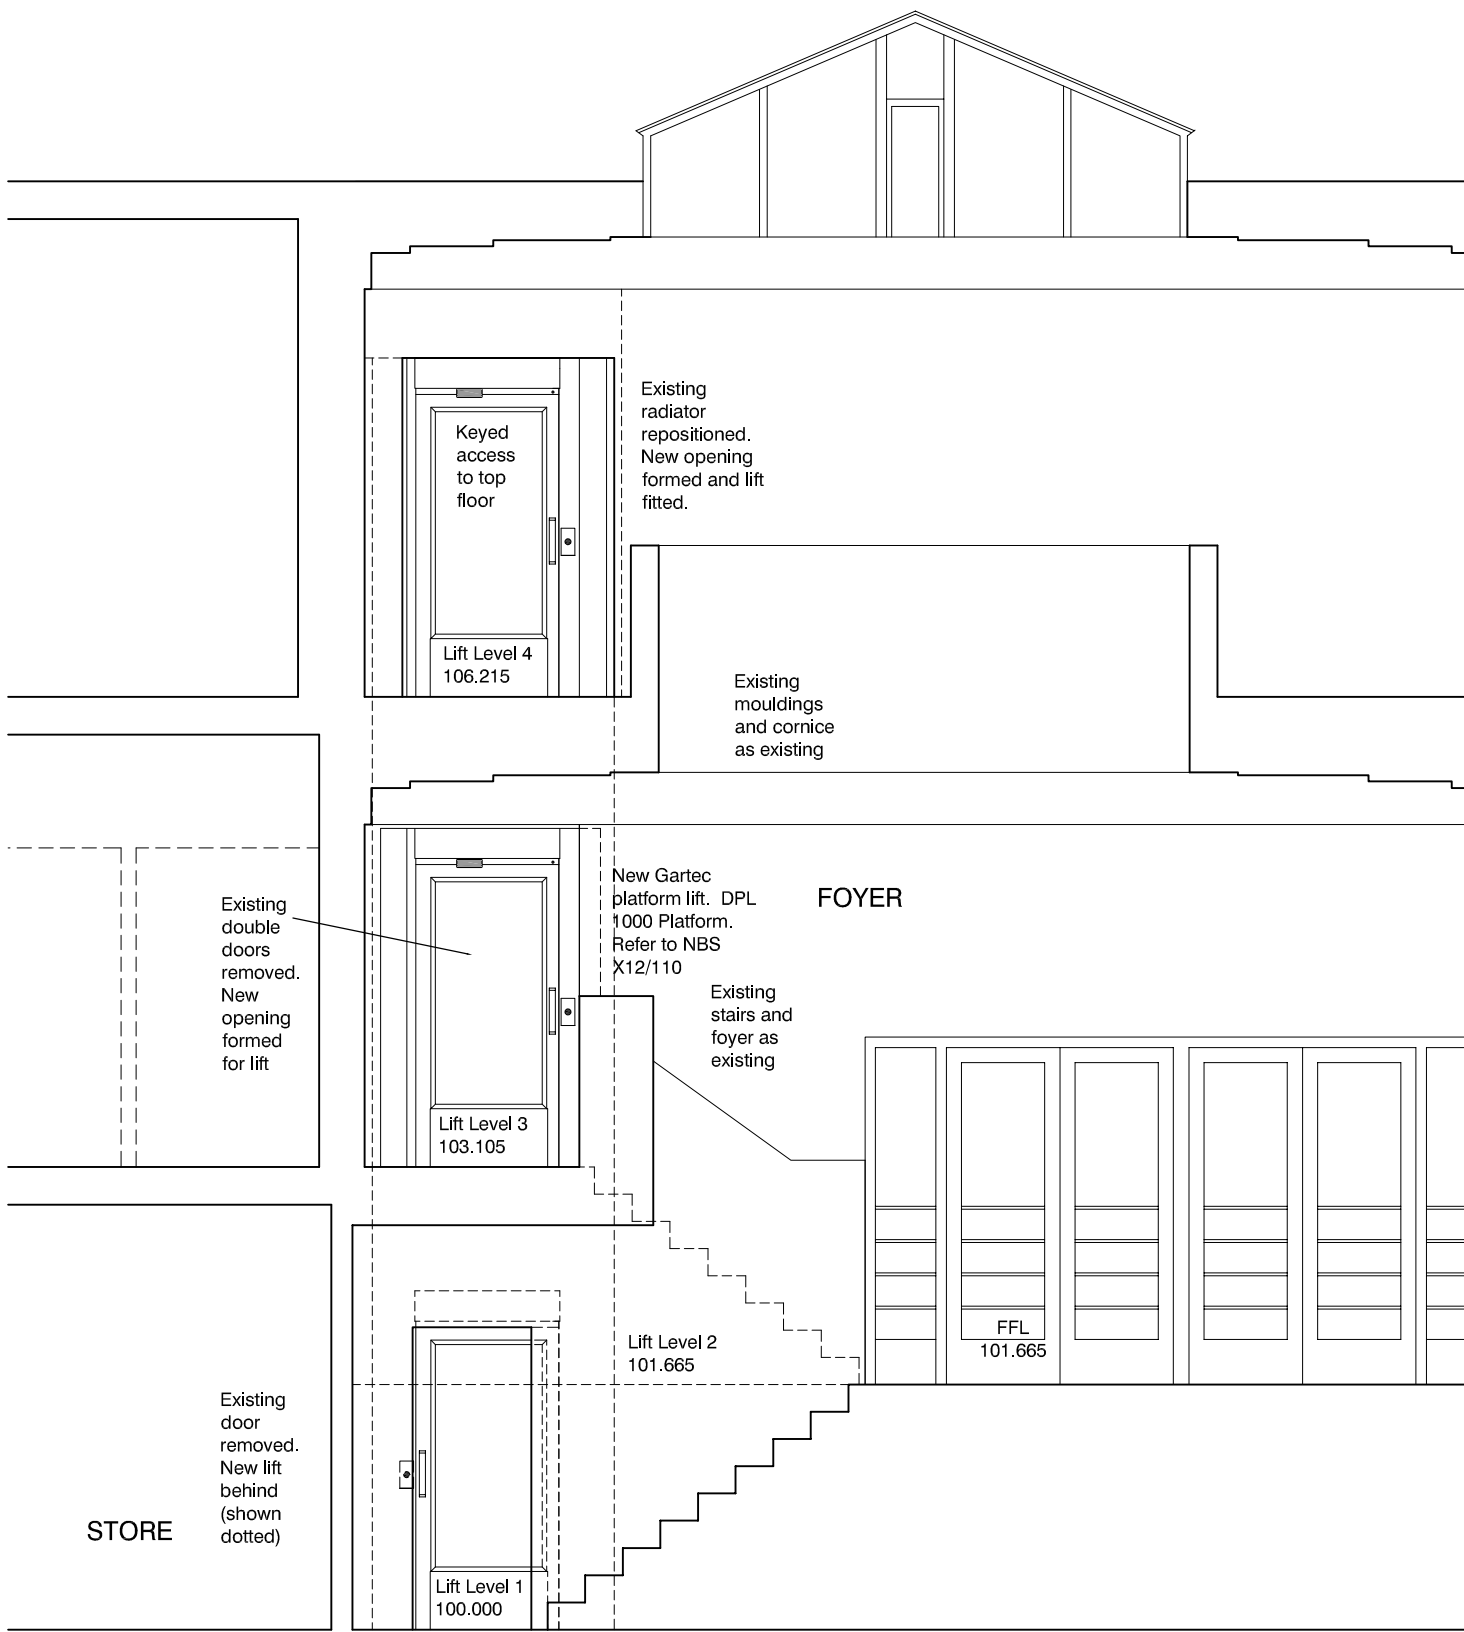 Keyed
access
to top
floor
Existing
radiator
repositioned.
New opening
formed and lift
fitted.
Lift Level 4
106.215
Existing
mouldings
and cornice
as existing
Existing
double
doors
removed.
New
opening
formed
for lift
New Gartec
platform lift. DPL
1000 Platform.
Refer to NBS
X12/110
FOYER
Existing
stairs and
foyer as
existing
Lift Level 3
103.105
Lift Level 2
101.665
FFL
101.665
Existing
door
removed.
New lift
behind
(shown
dotted)
STORE
Lift Level 1
100.000